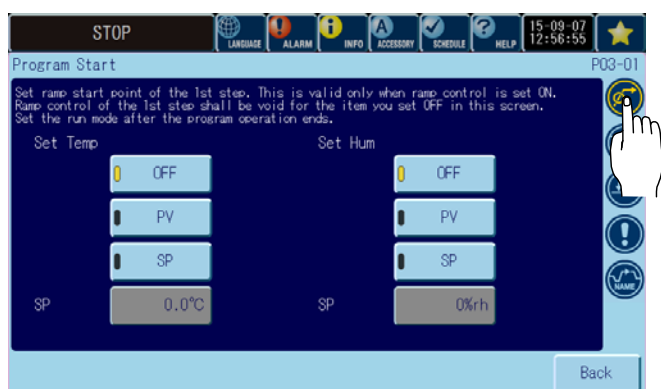 STOP
LANGUAGE ALARM INFO ACCESSORY SCHEDULE HELP
15-09-07
12:56:55
Program Start P03-01
Set ramp start point of the 1st step. This is valid only when ramp control is set ON.
Ramp control of the 1st step shall be void for the item you set OFF in this screen.
Set the run mode after the program operation ends.
Set Temp Set Hum
OFF OFF
PV PV
SP SP
SP 0.0°C SP 0%rh
NAME
Back